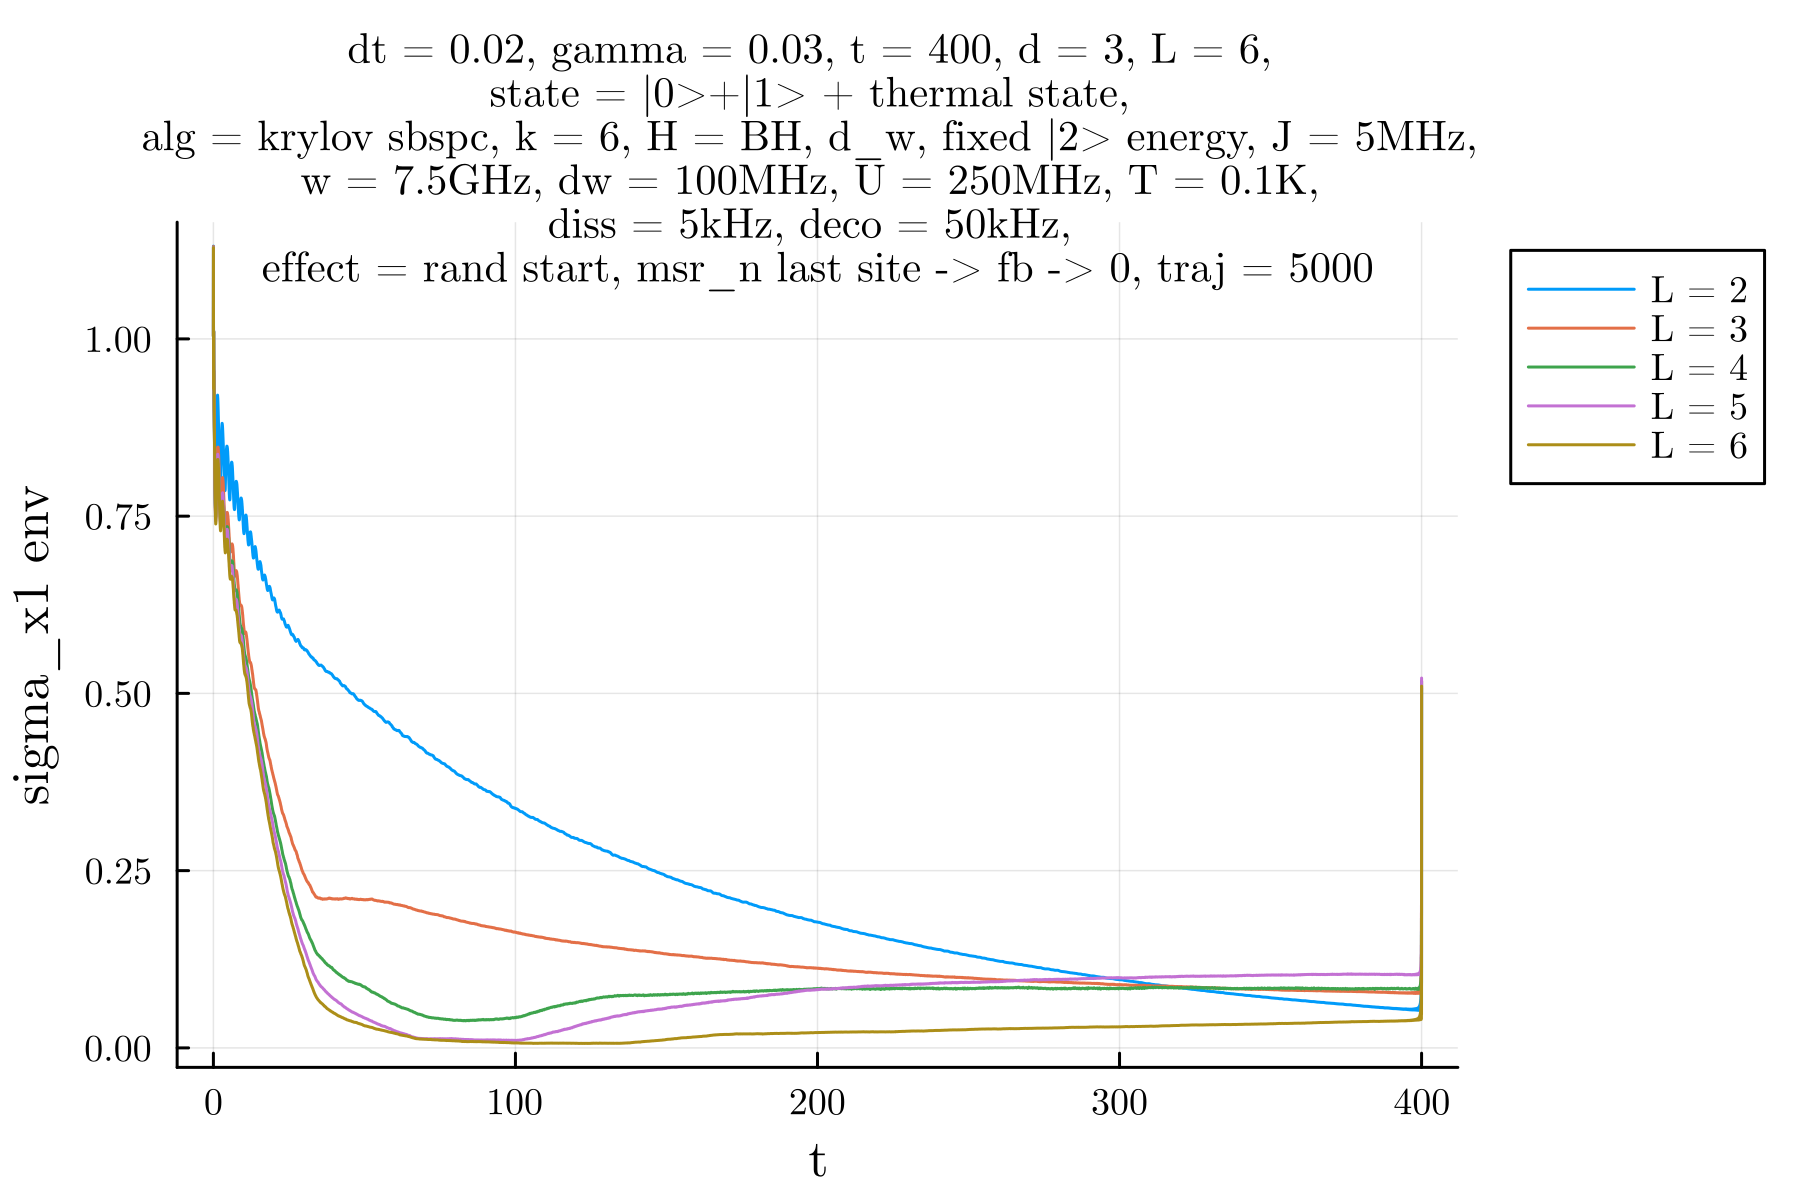 dt = 0.02, gamma = 0.03, t = 400, d = 3, L = 6,
state = |0>+|1> + thermal state,
alg = krylov sbspc, k = 6, H = BH, d_w, fixed |2> energy, J = 5MHz,
w = 7.5GHz, dw = 100MHz, U = 250MHz, T = 0.1K,
diss = 5kHz, deco = 50kHz,
effect = rand start, msr_n last site -> fb -> 0, traj = 5000
L = 2
L = 3
L = 4
L = 5
L = 6
sigma_x1 env
1.00
0.75
0.50
0.25
0.00
0
100
200
300
400
t